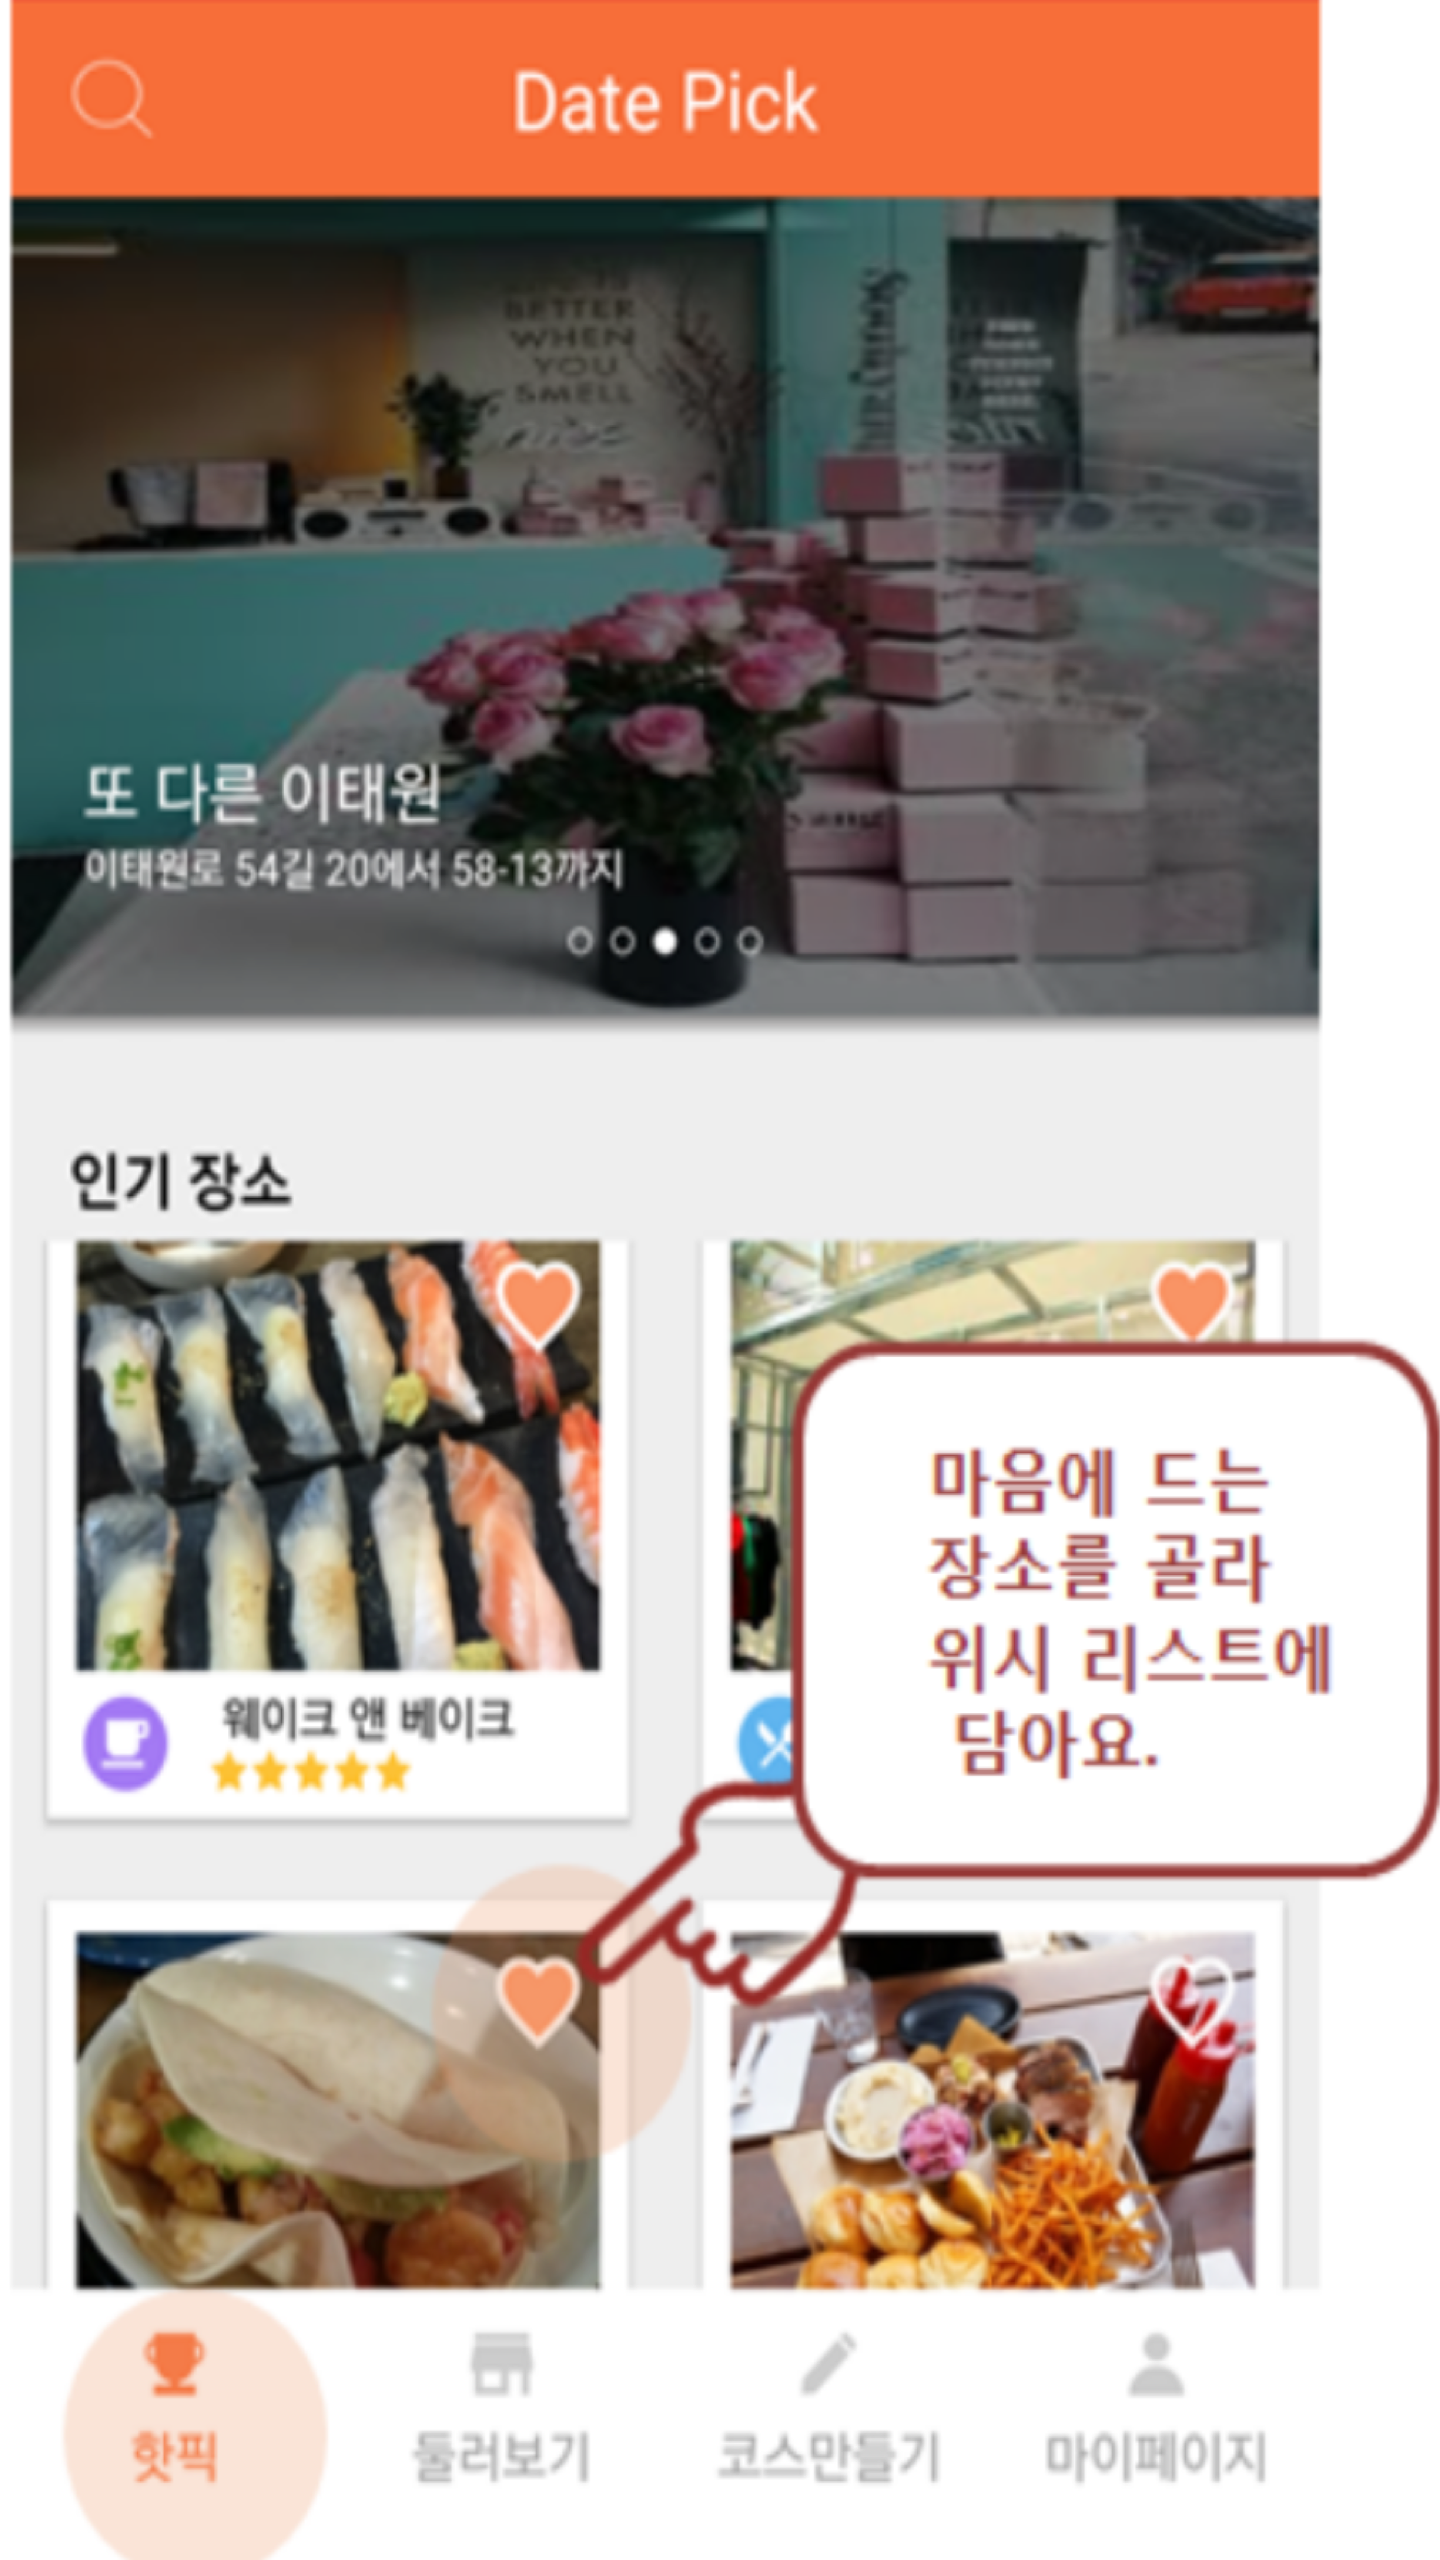 Date Pick
BETTER
WHEN
YOU
SMELL
nice
또 다른 이태원
이태원로 54길 20에서 58-13까지
인기 장소
마음에 드는
장소를 골라
위시 리스트에
담아요.
웨이크 앤 베이크
핫픽
둘러보기
코스만들기
마이페이지